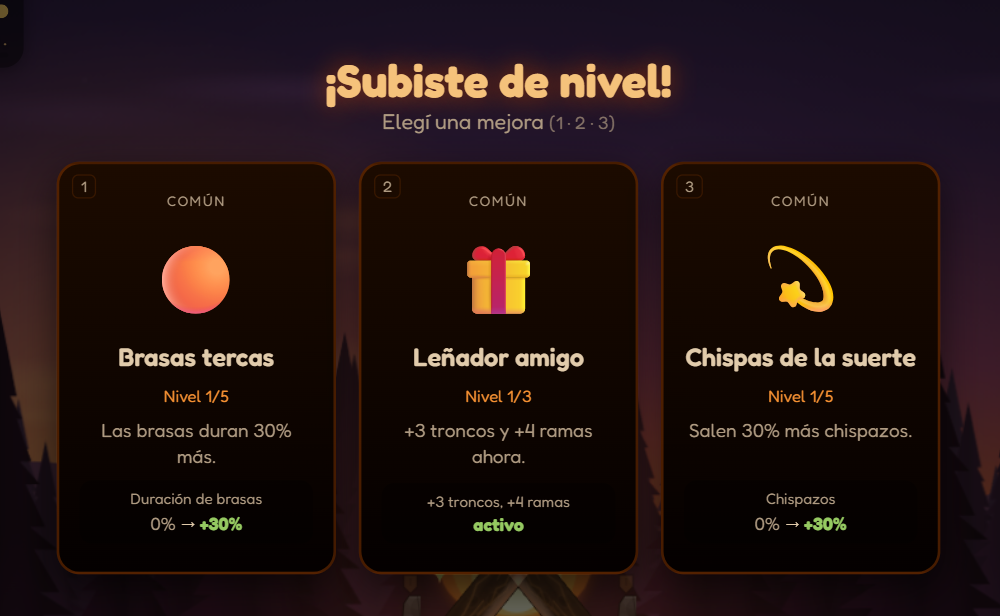 ¡Subiste de nivel!
Elegí una mejora (1 · 2 · 3)
1
COMÚN
Brasas tercas
Nivel 1/5
Las brasas duran 30%
más.
Duración de brasas
0% → +30%
2
COMÚN
Leñador amigo
Nivel 1/3
+3 troncos y +4 ramas
ahora.
+3 troncos, +4 ramas
activo
3
COMÚN
Chispas de la suerte
Nivel 1/5
Salen 30% más chispazos.
Chispazos
0% → +30%